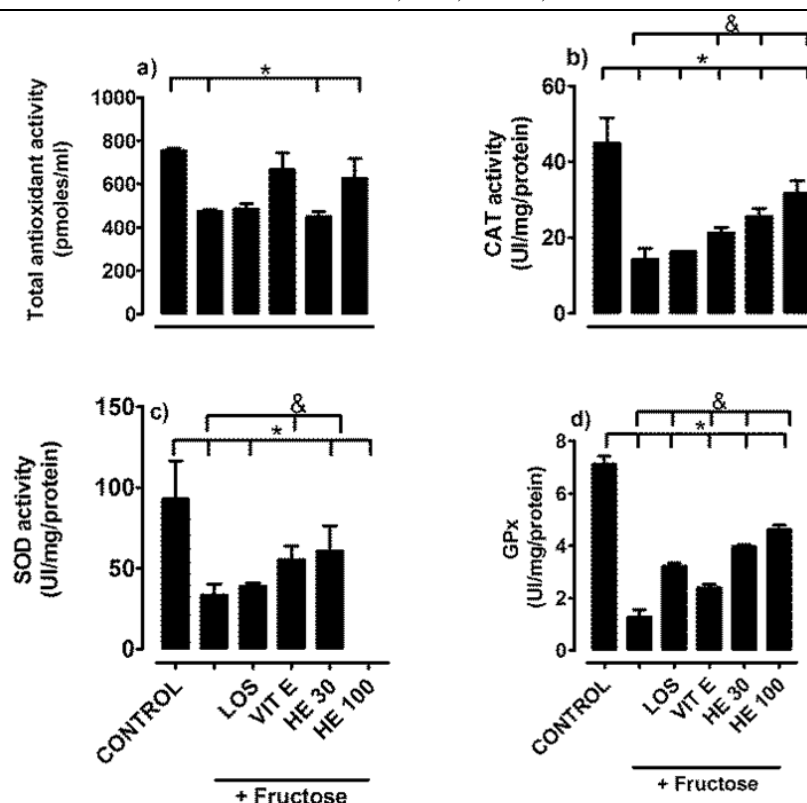 a)
*
Total antioxidant activity
(pmoles/ml)
1000
800
600
400
200
0
&
b)
*
CAT activity
(UI/mg/protein)
60
40
20
0
c)
&
*
SOD activity
(UI/mg/protein)
150
100
50
0
CONTROL
LOS
VIT E
HE 30
HE 100
+ Fructose
d)
&
*
GPx
(UI/mg/protein)
8
6
4
2
0
CONTROL
LOS
VIT E
HE 30
HE 100
+ Fructose